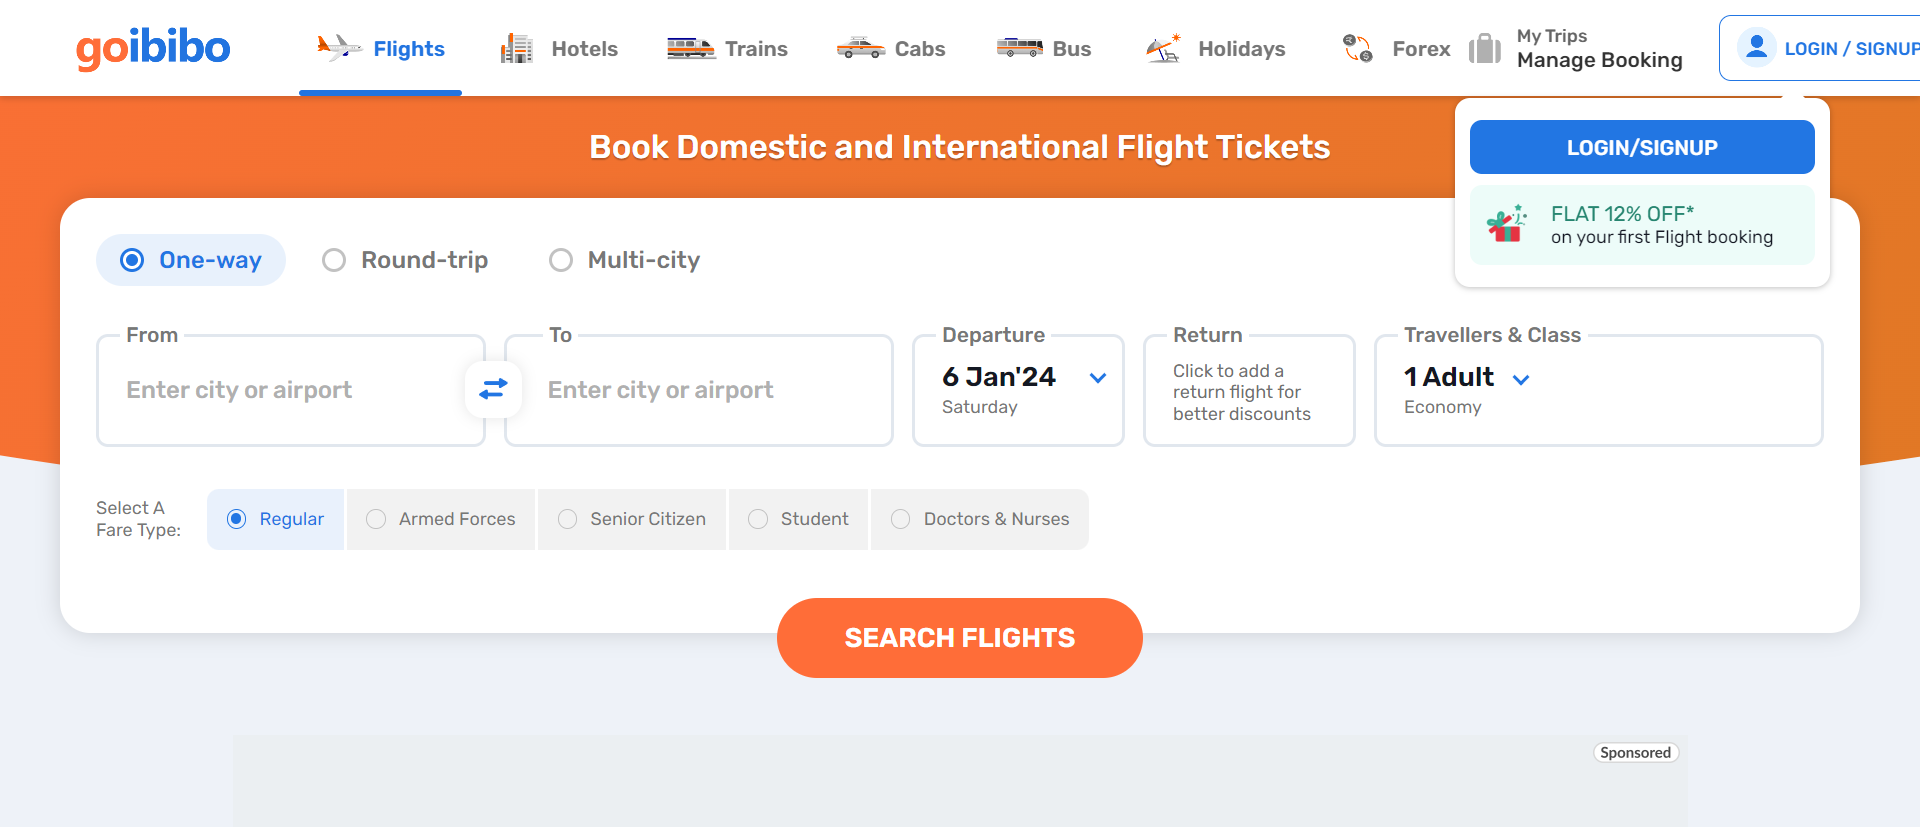 goibibo
Flights
Hotels
Trains
Cabs
Bus
Holidays
Forex
My Trips
Manage Booking
LOGIN / SIGNUP
Book Domestic and International Flight Tickets
LOGIN/SIGNUP
FLAT 12% OFF*
on your first Flight booking
One-way
Round-trip
Multi-city
From
Enter city or airport
To
Enter city or airport
Departure
6 Jan'24
Saturday
Return
Click to add a
return flight for
better discounts
Travellers & Class
1 Adult
Economy
Select A
Fare Type:
Regular
Armed Forces
Senior Citizen
Student
Doctors & Nurses
SEARCH FLIGHTS
Sponsored